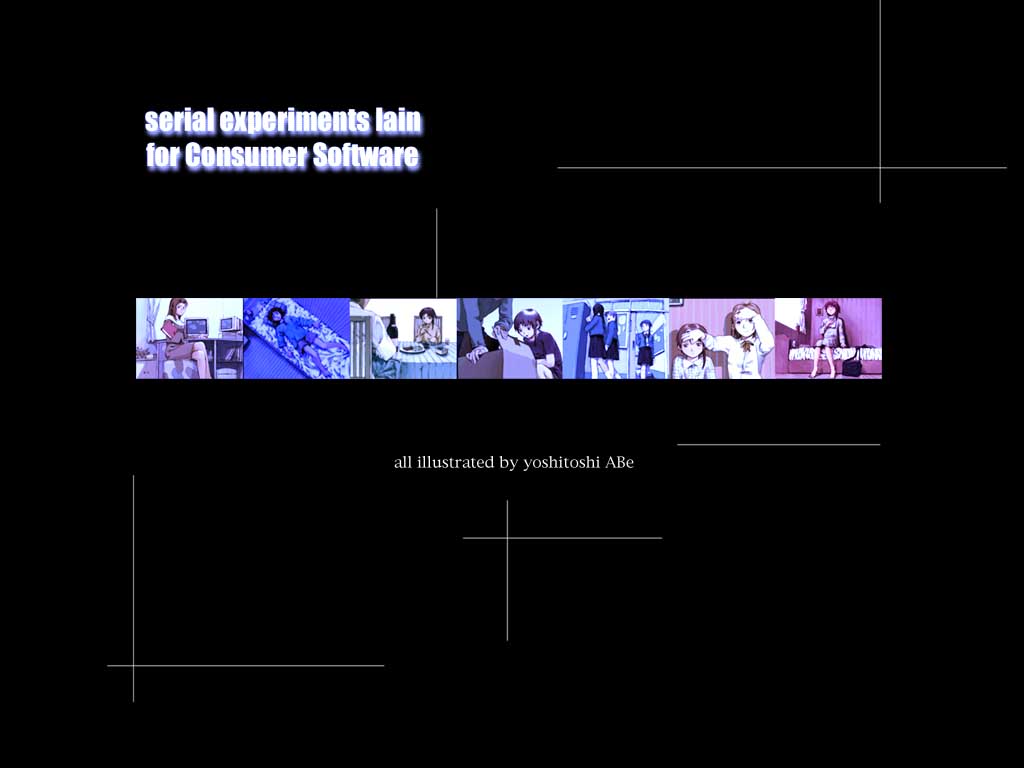 serial experiments lain
for Consumer Software
all illustrated by yoshitoshi ABe